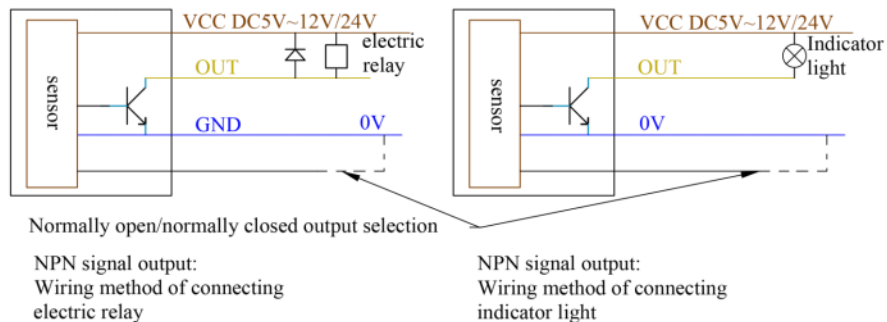 VCC DC5V~12V/24V
electric
relay
OUT
sensor
GND
0V
VCC DC5V~12V/24V
Indicator
light
OUT
sensor
0V
Normally open/normally closed output selection
NPN signal output:
Wiring method of connecting
electric relay
NPN signal output:
Wiring method of connecting
indicator light